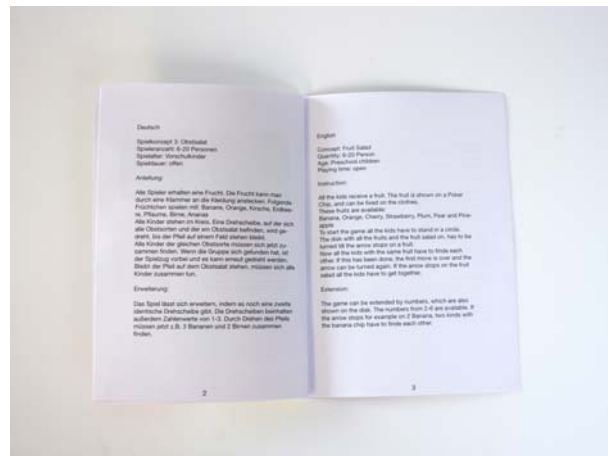 Deutsch
Spielkonzept 3: Obstsalat
Spieleranzahl: 6-20 Personen
Spielalter: Vorschulkinder
Spieldauer: offen
Anleitung:
Alle Spieler erhalten eine Frucht. Die Frucht kann man
durch eine Klammer an die Kleidung anstecken. Folgende
Früchtchen spielen mit: Banane, Orange, Kirsche, Erdbee-
re, Pflaume, Birne, Ananas
Alle Kinder stehen im Kreis. Eine Drehscheibe, auf der sich
alle Obstsorten und der ein Obstsalat befinden, wird ge-
dreht, bis der Pfeil auf einem Feld stehen bleibt.
Alle Kinder der gleichen Obstsorte müssen sich jetzt zu-
sammen finden. Wenn die Gruppe sich gefunden hat, ist
der Spielzug vorbei und es kann erneut gedreht werden.
Bleibt der Pfeil auf dem Obstsalat stehen, müssen sich alle
Kinder zusammen tun.
Erweiterung:
Das Spiel lässt sich erweitern, indem es noch eine zweite
identische Drehscheibe gibt. Die Drehscheiben beinhalten
außerdem Zahlenwerte von 1-3. Durch Drehen des Pfeils
müssen jetzt z.B. 3 Bananen und 2 Birnen zusammen
finden.
2
English
Concept: Fruit Salad
Quantity: 6-20 Person
Age: Preschool children
Playing time: open
Instruction:
All the kids receive a fruit. The fruit is shown on a Poker
Chip, and can be fixed on the clothes.
These fruits are available:
Banana, Orange, Cherry, Strawberry, Plum, Pear and Pine-
apple
To start the game all the kids have to stand in a circle.
The disk with all the fruits and the fruit salad on, has to be
turned till the arrow stops on a fruit.
Now all the kids with the same fruit have to finde each
other. If this has been done, the first move is over and the
arrow can be turned again. If the arrow stops on the fruit
salad all the kids have to get together.
Extension:
The game can be extended by numbers, which are also
shown on the disk. The numbers from 2-6 are available. If
the arrow stops for example on 2 Banana, two kinds with
the banana chip have to finde each other.
3